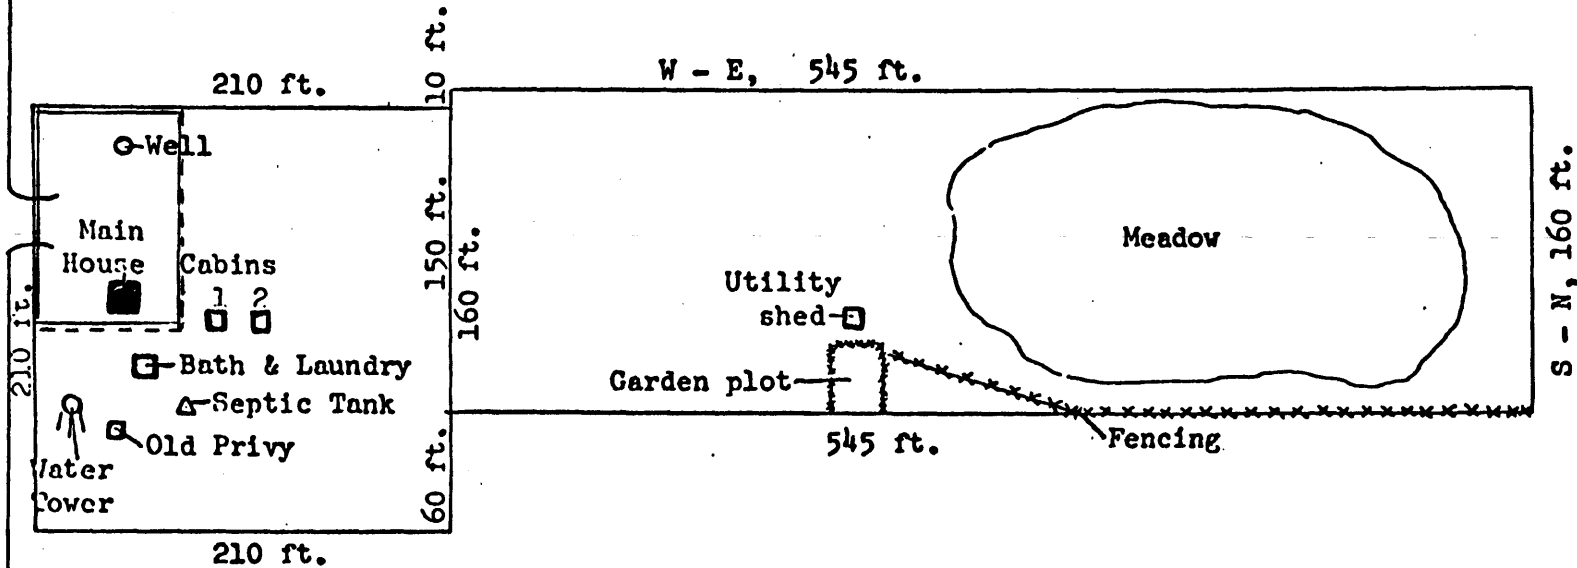 10 ft.
W - E, 545 ft.
210 ft.
Well
150 ft.
160 ft.
S - N, 160 ft.
Main
House
Cabins
1 2
Meadow
Utility
shed
210 ft.
Bath & Laundry
Garden plot
Septic Tank
Old Privy
Water
Tower
60 ft.
545 ft.
Fencing
210 ft.